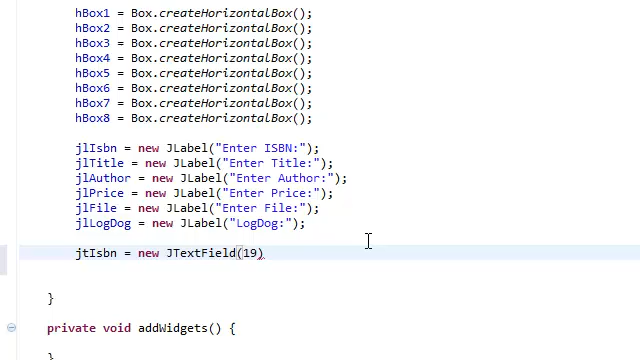 hBox1 = Box.createHorizontalBox();
hBox2 = Box.createHorizontalBox();
hBox3 = Box.createHorizontalBox();
hBox4 = Box.createHorizontalBox();
hBox5 = Box.createHorizontalBox();
hBox6 = Box.createHorizontalBox();
hBox7 = Box.createHorizontalBox();
hBox8 = Box.createHorizontalBox();
jlIsbn = new JLabel("Enter ISBN:");
jlTitle = new JLabel("Enter Title:");
jlAuthor = new JLabel("Enter Author:");
jlPrice = new JLabel("Enter Price:");
jlFile = new JLabel("Enter File:");
jlLogDog = new JLabel("LogDog:");
jtIsbn = new JTextField(19)
}
private void addWidgets() {
}